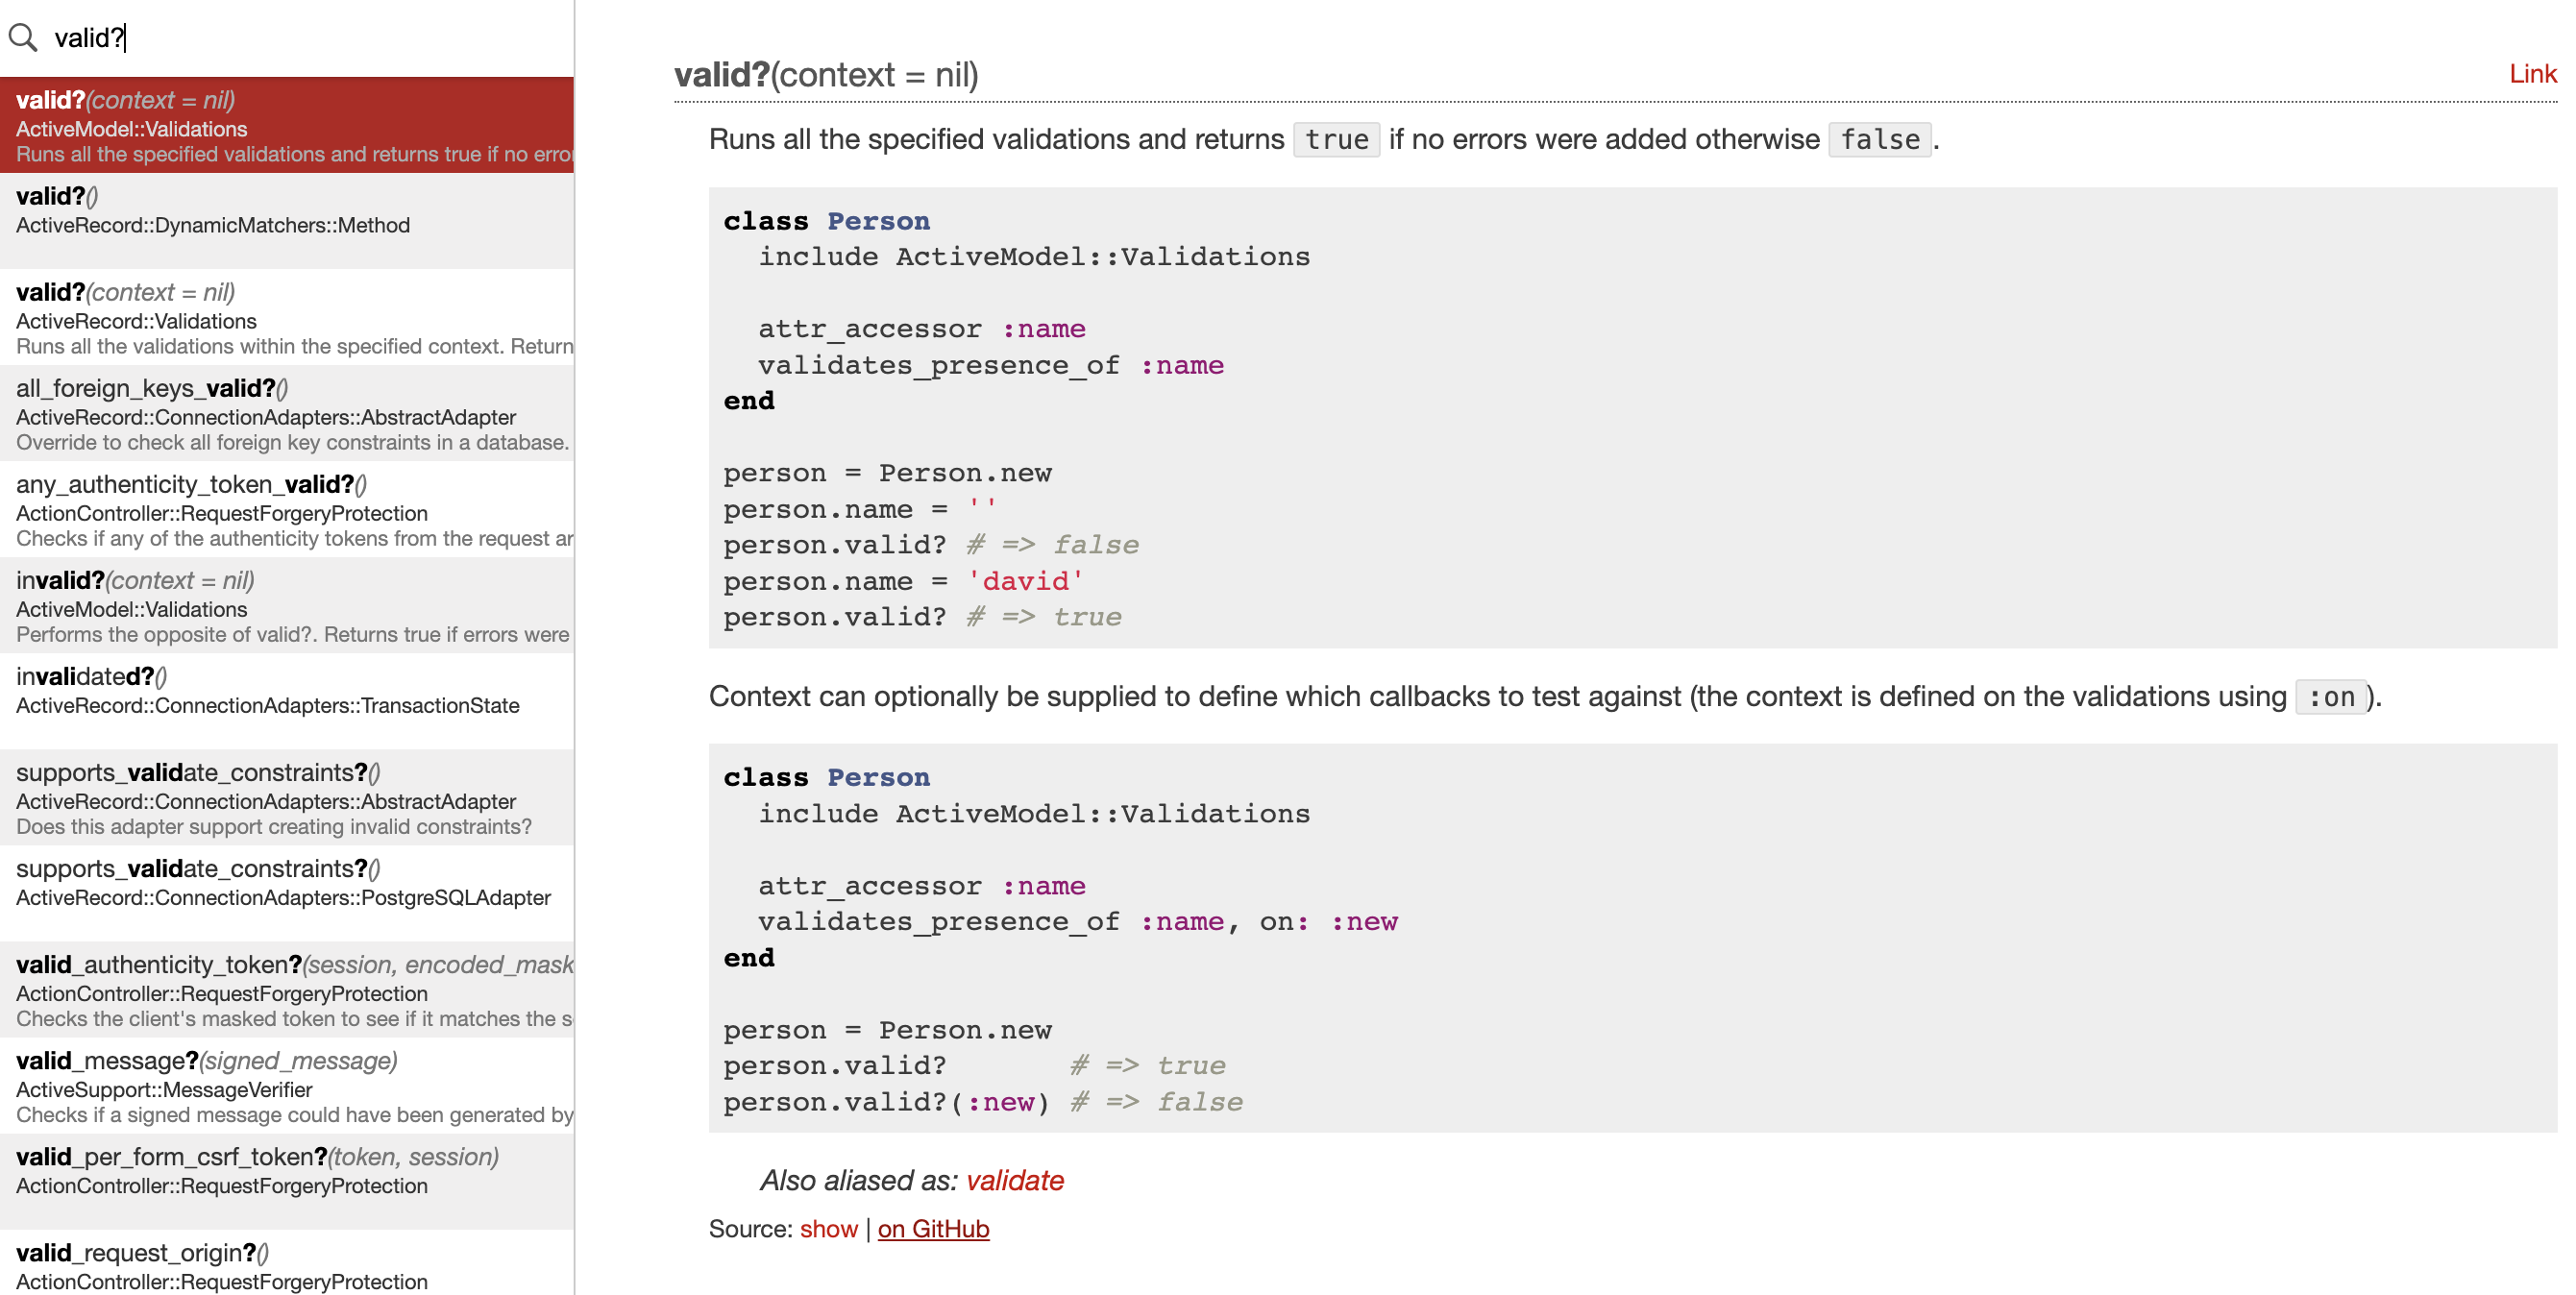 valid?
valid?(context = nil)
ActiveModel::Validations
Runs all the specified validations and returns true if no erro
valid?()
ActiveRecord::DynamicMatchers::Method
valid?(context = nil)
ActiveRecord::Validations
Runs all the validations within the specified context. Return
all_foreign_keys_valid?()
ActiveRecord::ConnectionAdapters::AbstractAdapter
Override to check all foreign key constraints in a database.
any_authenticity_token_valid?()
ActionController::RequestForgeryProtection
Checks if any of the authenticity tokens from the request ar
invalid?(context = nil)
ActiveModel::Validations
Performs the opposite of valid?. Returns true if errors were
invalidated?()
ActiveRecord::ConnectionAdapters::TransactionState
supports_validate_constraints?()
ActiveRecord::ConnectionAdapters::AbstractAdapter
Does this adapter support creating invalid constraints?
supports_validate_constraints?()
ActiveRecord::ConnectionAdapters::PostgreSQLAdapter
valid_authenticity_token?(session, encoded_mask
ActionController::RequestForgeryProtection
Checks the client's masked token to see if it matches the s
valid_message?(signed_message)
ActiveSupport::MessageVerifier
Checks if a signed message could have been generated by
valid_per_form_csrf_token?(token, session)
ActionController::RequestForgeryProtection
valid_request_origin?()
ActionController::RequestForgeryProtection
valid?(context = nil) Link
Runs all the specified validations and returns true if no errors were added otherwise false.
class Person
  include ActiveModel::Validations

  attr_accessor :name
  validates_presence_of :name
end

person = Person.new
person.name = ''
person.valid? # => false
person.name = 'david'
person.valid? # => true
Context can optionally be supplied to define which callbacks to test against (the context is defined on the validations using :on).
class Person
  include ActiveModel::Validations

  attr_accessor :name
  validates_presence_of :name, on: :new
end

person = Person.new
person.valid?       # => true
person.valid?(:new) # => false
Also aliased as: validate
Source: show | on GitHub